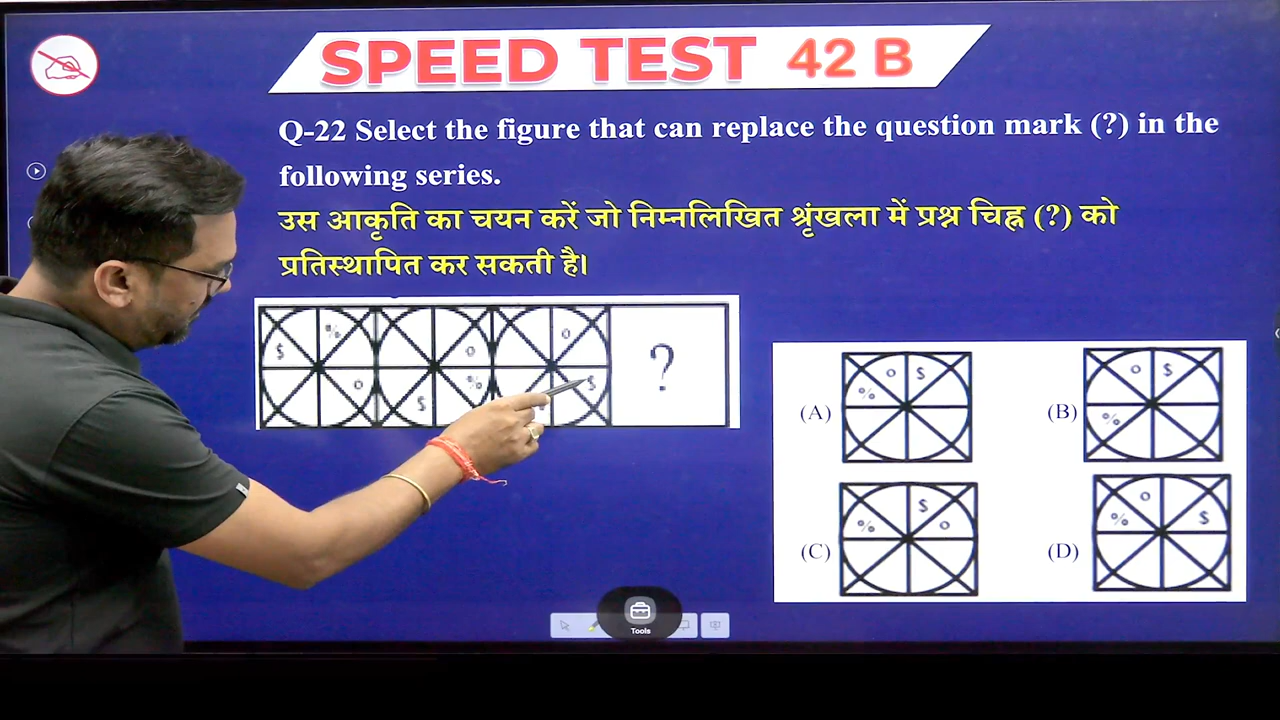 SPEED TEST 42 B
Q-22 Select the figure that can replace the question mark (?) in the
following series.
उस आकृति का चयन करें जो निम्नलिखित श्रृंखला में प्रश्न चिह्न (?) को
प्रतिस्थापित कर सकती है।
% o o
$ o o % $ ?
$
(A) % o $
(B) o $ %
(C) % $ o
(D) % o $
Tools